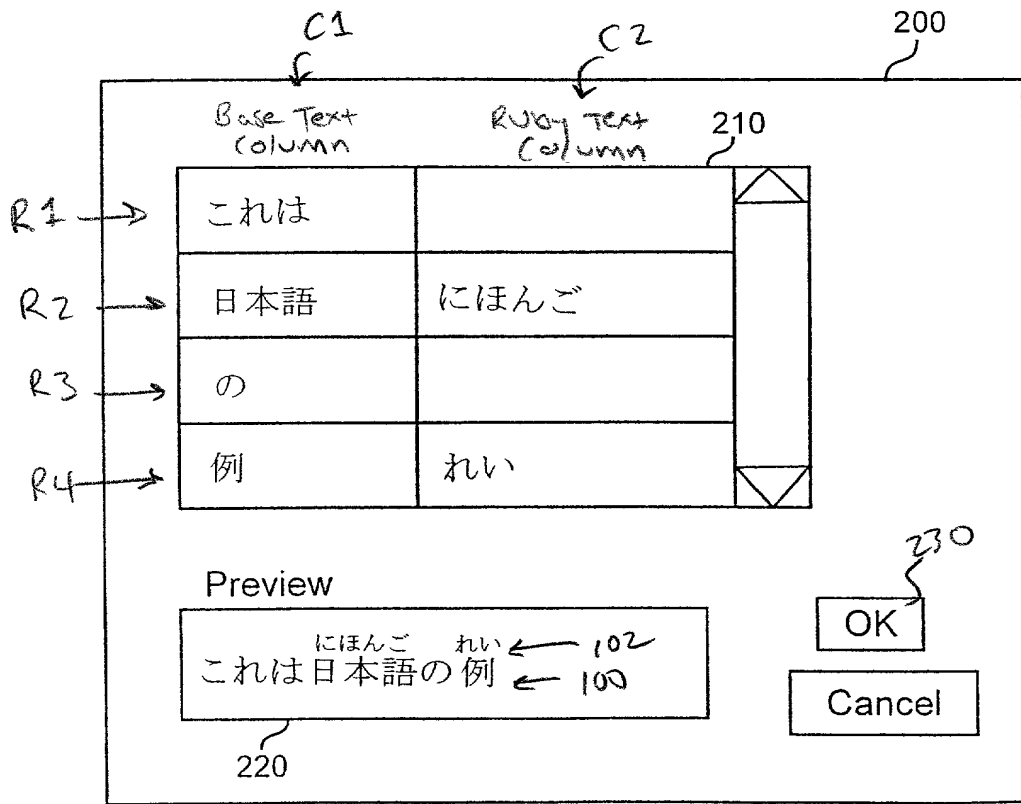 C1 C2 200
Base Text Column
Ruby Text Column
210
R1 これは
R2 日本語 にほんご
R3 の
R4 例 れい
230
Preview
OK
にほんご れい 102
これは日本語の例 100
Cancel
220